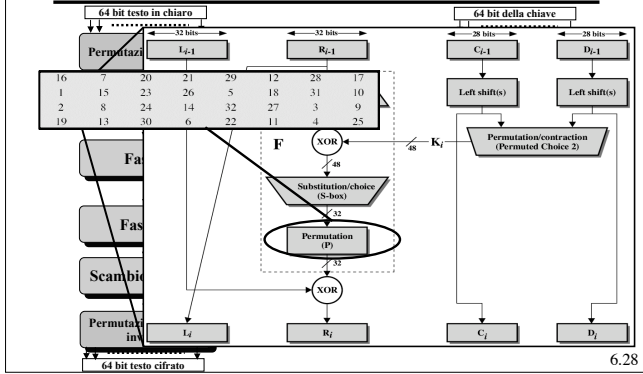 64 bit testo in chiaro
64 bit della chiave
32 bits
32 bits
28 bits
28 bits
Permutazi
Li-1
Ri-1
Ci-1
Di-1
16 7 20 21 29 12 28 17
1 15 23 26 5 18 31 10
2 8 24 14 32 27 3 9
19 13 30 6 22 11 4 25
Left shift(s)
Left shift(s)
F
XOR
48
Ki
Permutation/contraction
(Permuted Choice 2)
48
Fas
Substitution/choice
(S-box)
32
Fas
Permutation
(P)
32
Scambio
XOR
Permutazi
inv
Li
Ri
Ci
Di
64 bit testo cifrato
6.28